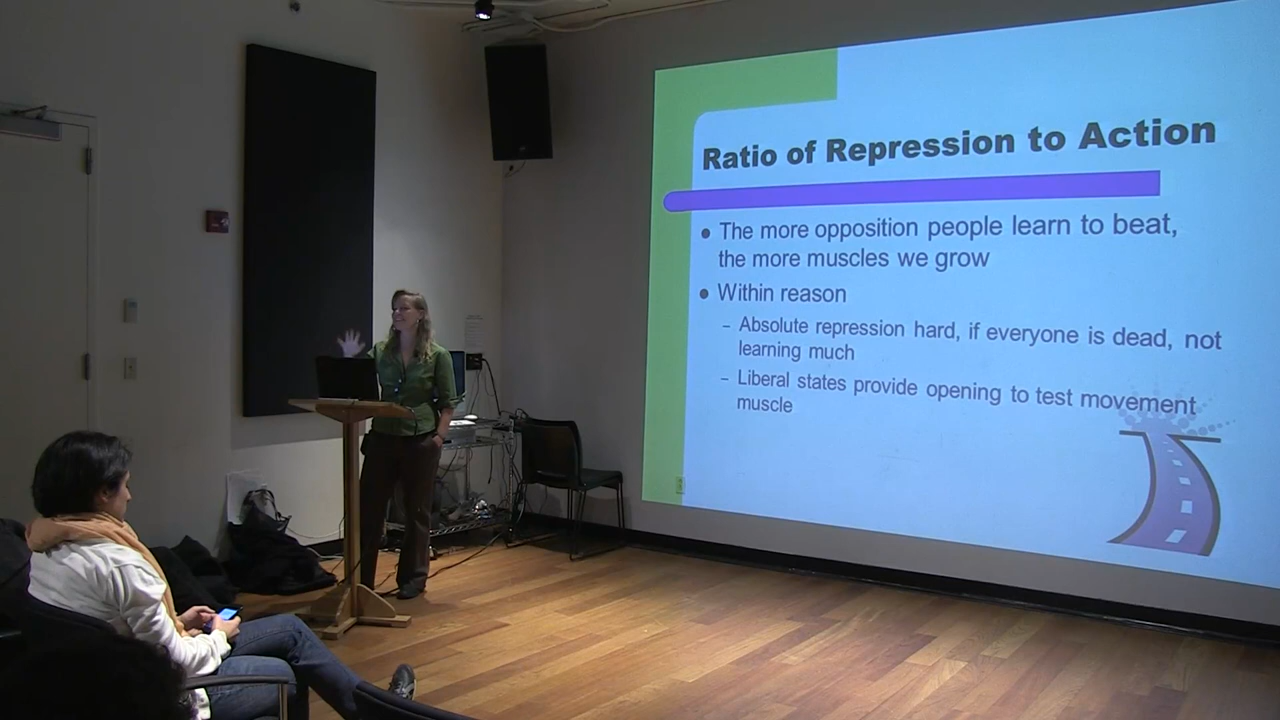 Ratio of Repression to Action
The more opposition people learn to beat,
the more muscles we grow
Within reason
– Absolute repression hard, if everyone is dead, not
learning much
– Liberal states provide opening to test movement
muscle